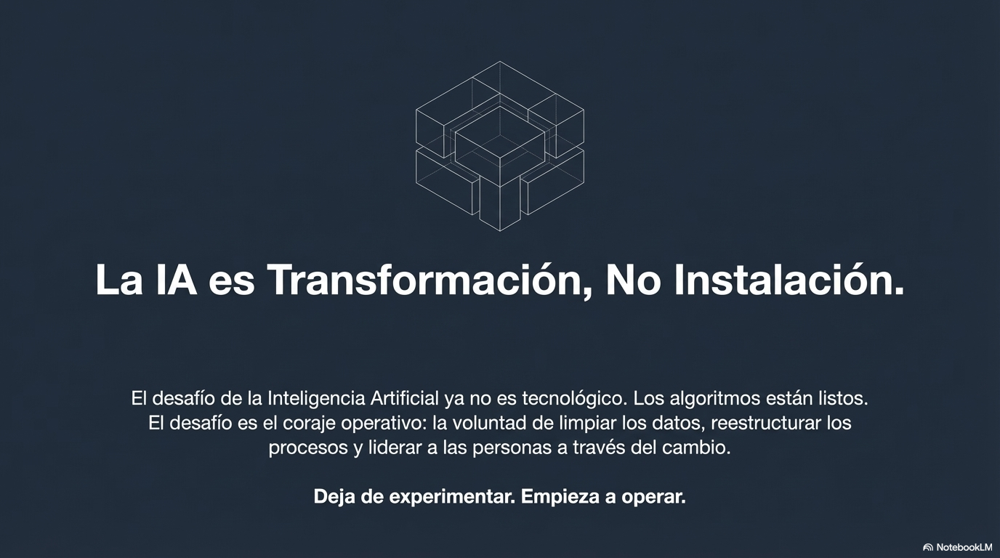 La IA es Transformación, No Instalación.
El desafío de la Inteligencia Artificial ya no es tecnológico. Los algoritmos están listos.
El desafío es el coraje operativo: la voluntad de limpiar los datos, reestructurar los
procesos y liderar a las personas a través del cambio.
Deja de experimentar. Empieza a operar.
NotebookLM